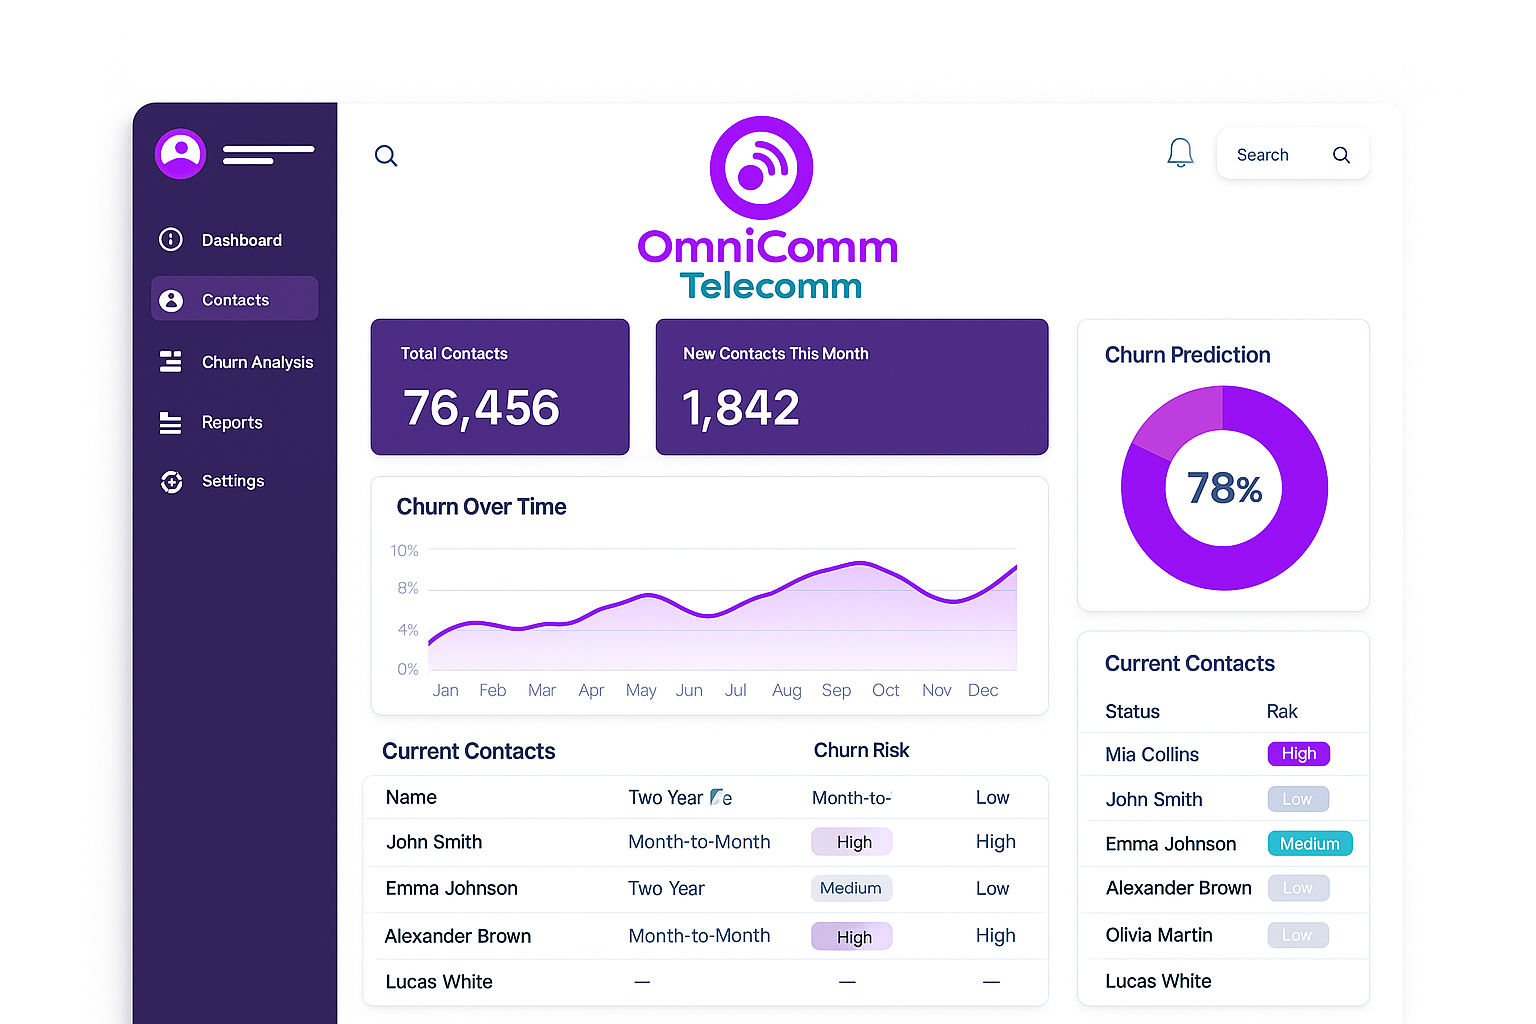 Dashboard
Contacts
Churn Analysis
Reports
Settings
OmniComm
Telecomm
Search
Total Contacts
76,456
New Contacts This Month
1,842
Churn Prediction
78%
Churn Over Time
10%
8%
4%
0%
Jan Feb Mar Apr May Jun Jul Aug Sep Oct Nov Dec
Current Contacts Churn Risk
Name Two Year Month-to- Low
John Smith Month-to-Month High High
Emma Johnson Two Year Medium Low
Alexander Brown Month-to-Month High High
Lucas White — — —
Current Contacts
Status Rak
Mia Collins High
John Smith Low
Emma Johnson Medium
Alexander Brown Low
Olivia Martin Low
Lucas White